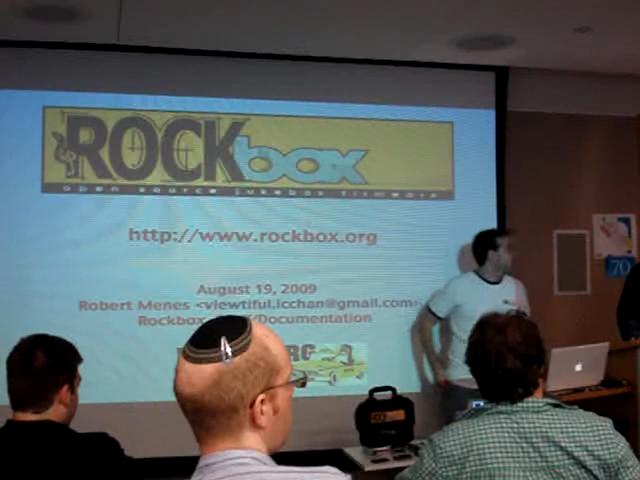 ROCKbox
open source jukebox firmware
http://www.rockbox.org
August 19, 2009
Robert Menes <viewtiful.icchan@gmail.com>
Rockbox Documentation
70